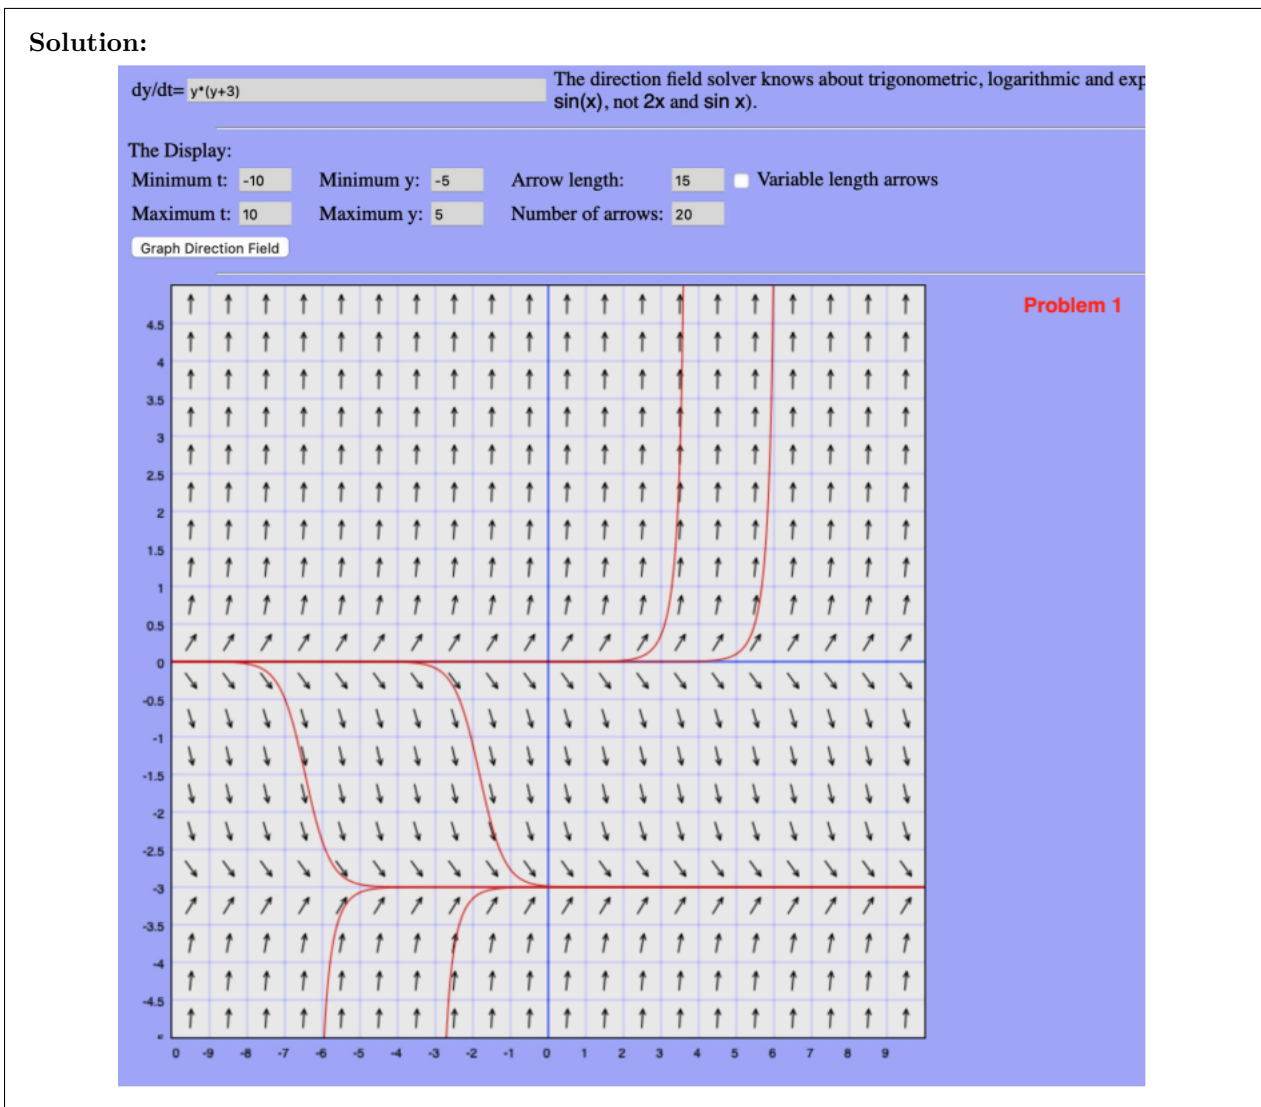 Solution:
dy/dt= y*(y+3) The direction field solver knows about trigonometric, logarithmic and exp
sin(x), not 2x and sin x).
The Display:
Minimum t: -10 Minimum y: -5 Arrow length: 15 Variable length arrows
Maximum t: 10 Maximum y: 5 Number of arrows: 20
Graph Direction Field
Problem 1
4.5
4
3.5
3
2.5
2
1.5
1
0.5
0
-0.5
-1
-1.5
-2
-2.5
-3
-3.5
-4
-4.5
0 -9 -8 -7 -6 -5 -4 -3 -2 -1 0 1 2 3 4 5 6 7 8 9